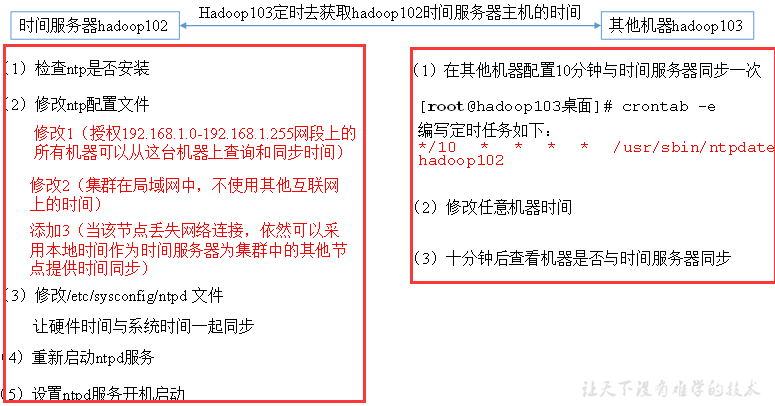 Hadoop103定时去获取hadoop102时间服务器主机的时间
时间服务器hadoop102
其他机器hadoop103
（1）检查ntp是否安装
（2）修改ntp配置文件
修改1（授权192.168.1.0-192.168.1.255网段上的
所有机器可以从这台机器上查询和同步时间）
修改2（集群在局域网中，不使用其他互联网
上的时间）
添加3（当该节点丢失网络连接，依然可以采
用本地时间作为时间服务器为集群中的其他节
点提供时间同步）
（3）修改/etc/sysconfig/ntpd 文件
让硬件时间与系统时间一起同步
（4）重新启动ntpd服务
（5）设置ntpd服务开机启动
（1）在其他机器配置10分钟与时间服务器同步一次
[root@hadoop103桌面]# crontab -e
编写定时任务如下：
*/10 * * * * /usr/sbin/ntpdate
hadoop102
（2）修改任意机器时间
（3）十分钟后查看机器是否与时间服务器同步
让天下没有难学的技术